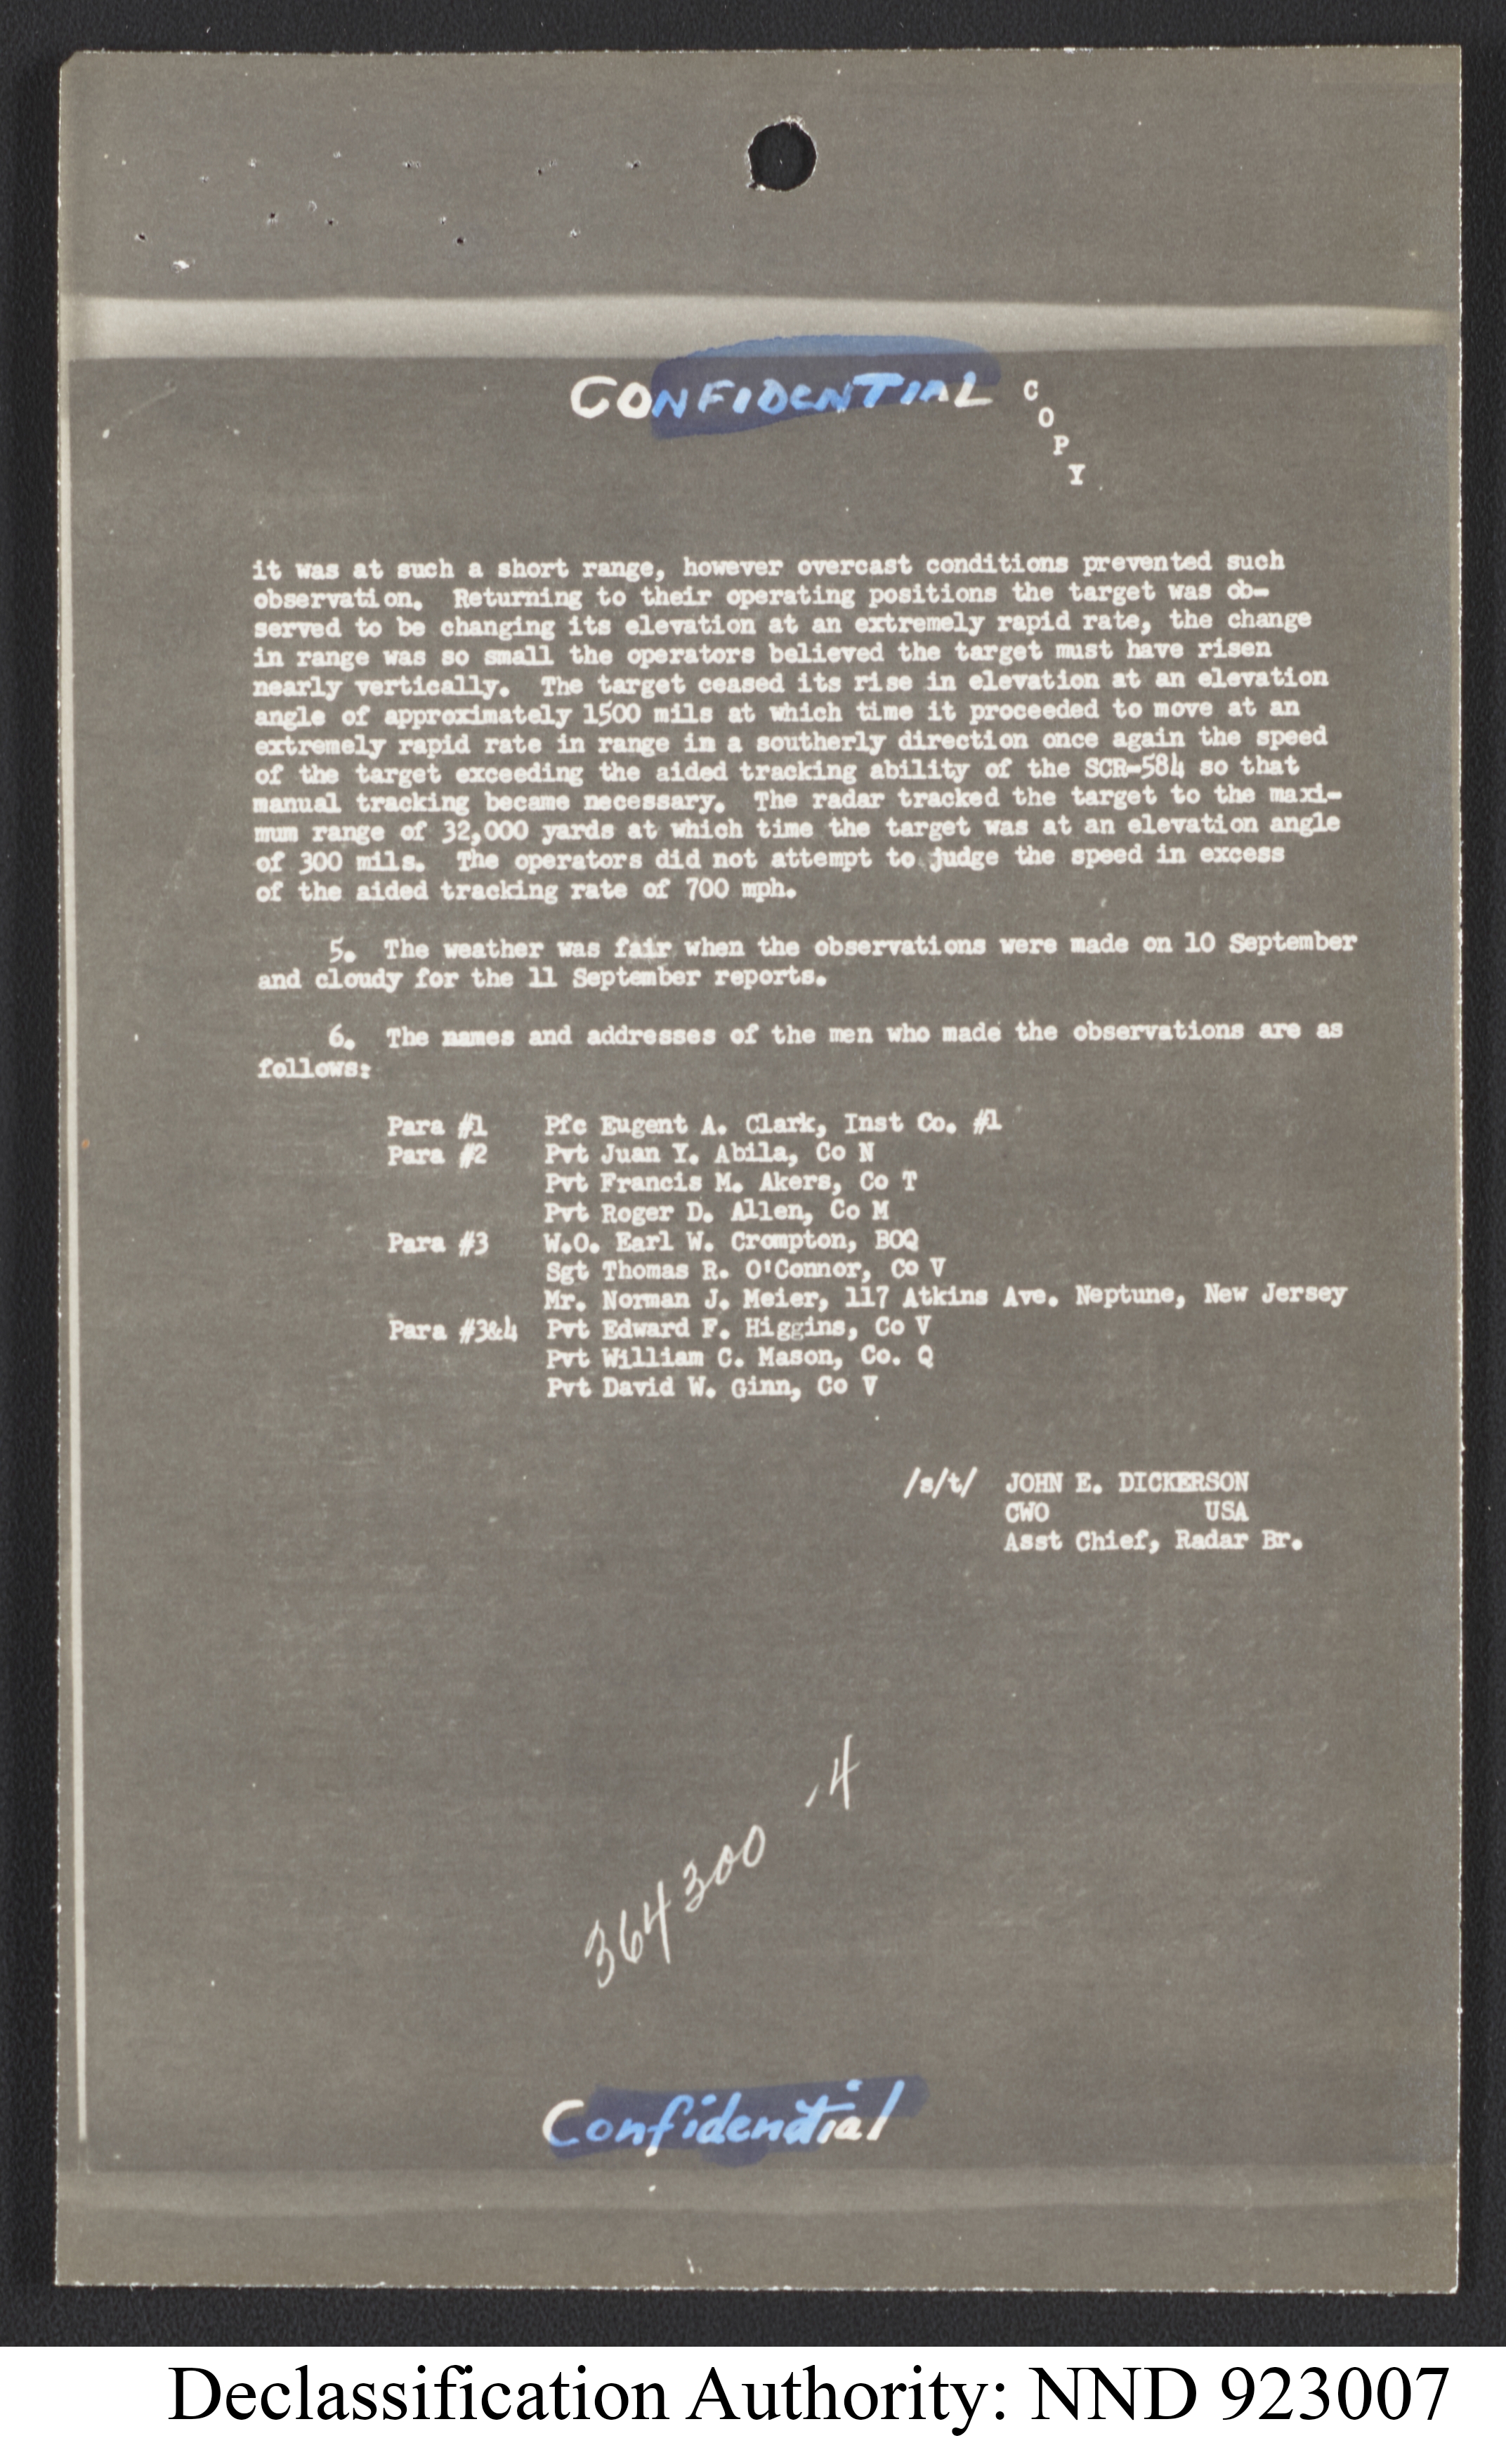 CONFIDENTIAL
C
O
P
Y
it was at such a short range, however overcast conditions prevented such
observation. Returning to their operating positions the target was ob-
served to be changing its elevation at an extremely rapid rate, the change
in range was so small the operators believed the target must have risen
nearly vertically. The target ceased its rise in elevation at an elevation
angle of approximately 1500 mils at which time it proceeded to move at an
extremely rapid rate in range in a southerly direction once again the speed
of the target exceeding the aided tracking ability of the SCR-584 so that
manual tracking became necessary. The radar tracked the target to the maxi-
mum range of 32,000 yards at which time the target was at an elevation angle
of 300 mils. The operators did not attempt to judge the speed in excess
of the aided tracking rate of 700 mph.
5. The weather was fair when the observations were made on 10 September
and cloudy for the 11 September reports.
6. The names and addresses of the men who made the observations are as
follows:
Para #1 Pfc Eugent A. Clark, Inst Co. #1
Para #2 Pvt Juan Y. Abila, Co N
Pvt Francis M. Akers, Co T
Pvt Roger D. Allen, Co M
Para #3 W.O. Earl W. Crompton, BOQ
Sgt Thomas R. O'Connor, Co V
Mr. Norman J. Meier, 117 Atkins Ave. Neptune, New Jersey
Para #3&4 Pvt Edward F. Higgins, Co V
Pvt William C. Mason, Co. Q
Pvt David W. Ginn, Co V
/s/t/ JOHN E. DICKERSON
CWO USA
Asst Chief, Radar Br.
364300 -4
Confidential
Declassification Authority: NND 923007